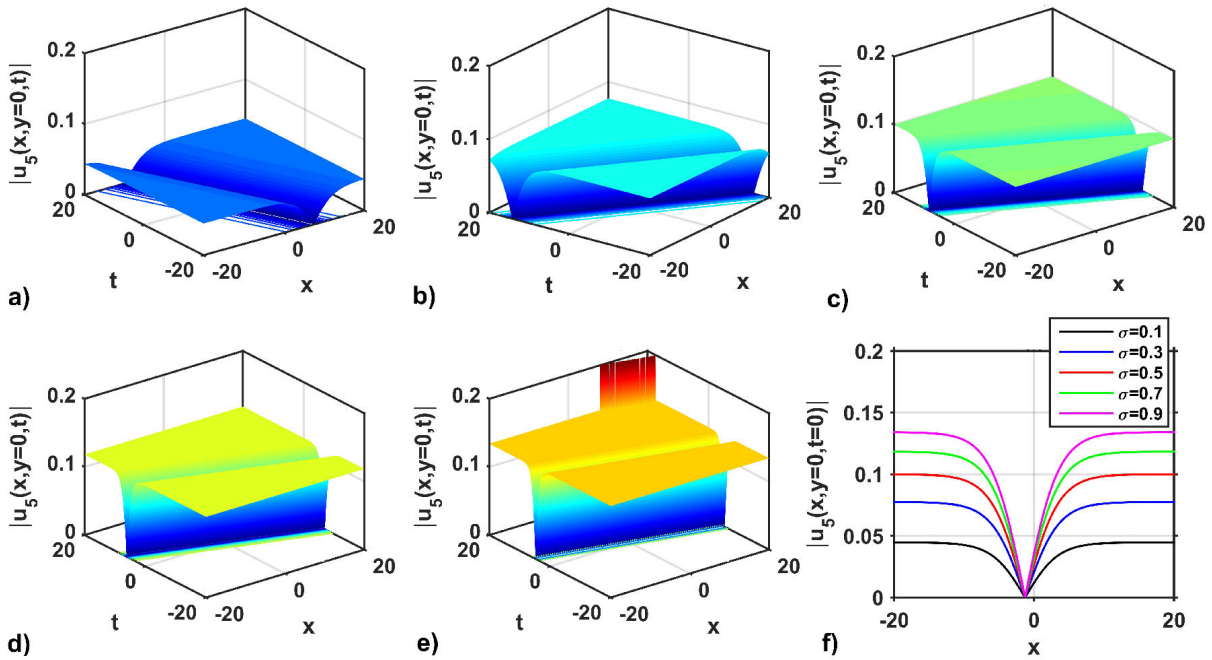 |u₅(x,y=0,t)|
0.2
0.1
0
20
0
-20
t
-20
0
20
x
a)
|u₅(x,y=0,t)|
0.2
0.1
0
20
0
-20
t
-20
0
20
x
b)
|u₅(x,y=0,t)|
0.2
0.1
0
20
0
-20
t
-20
0
20
x
c)
|u₅(x,y=0,t)|
0.2
0.1
0
20
0
-20
t
-20
0
20
x
d)
|u₅(x,y=0,t)|
0.2
0.1
0
20
0
-20
t
-20
0
20
x
e)
|u₅(x,y=0,t=0)|
0.2
0.15
0.1
0.05
0
-20
0
20
x
σ=0.1
σ=0.3
σ=0.5
σ=0.7
σ=0.9
f)